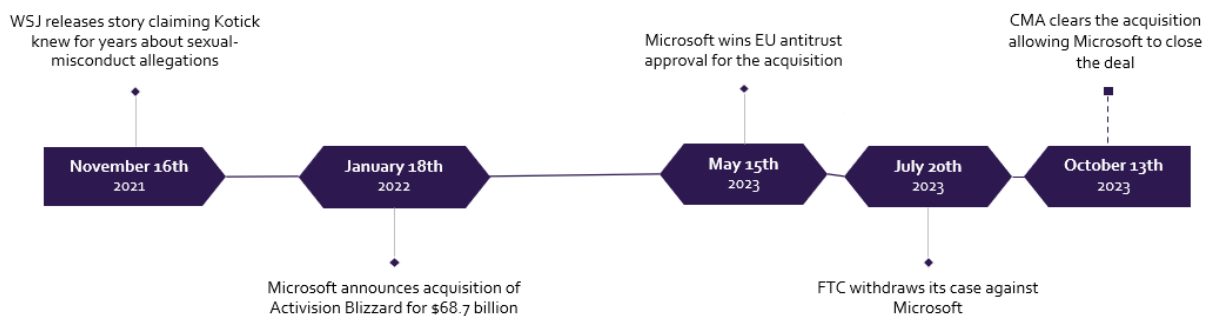 WSJ releases story claiming Kotick
knew for years about sexual-
misconduct allegations
November 16th
2021
January 18th
2022
Microsoft announces acquisition of
Activision Blizzard for $68.7 billion
Microsoft wins EU antitrust
approval for the acquisition
May 15th
2023
July 20th
2023
FTC withdraws its case against
Microsoft
CMA clears the acquisition
allowing Microsoft to close
the deal
October 13th
2023